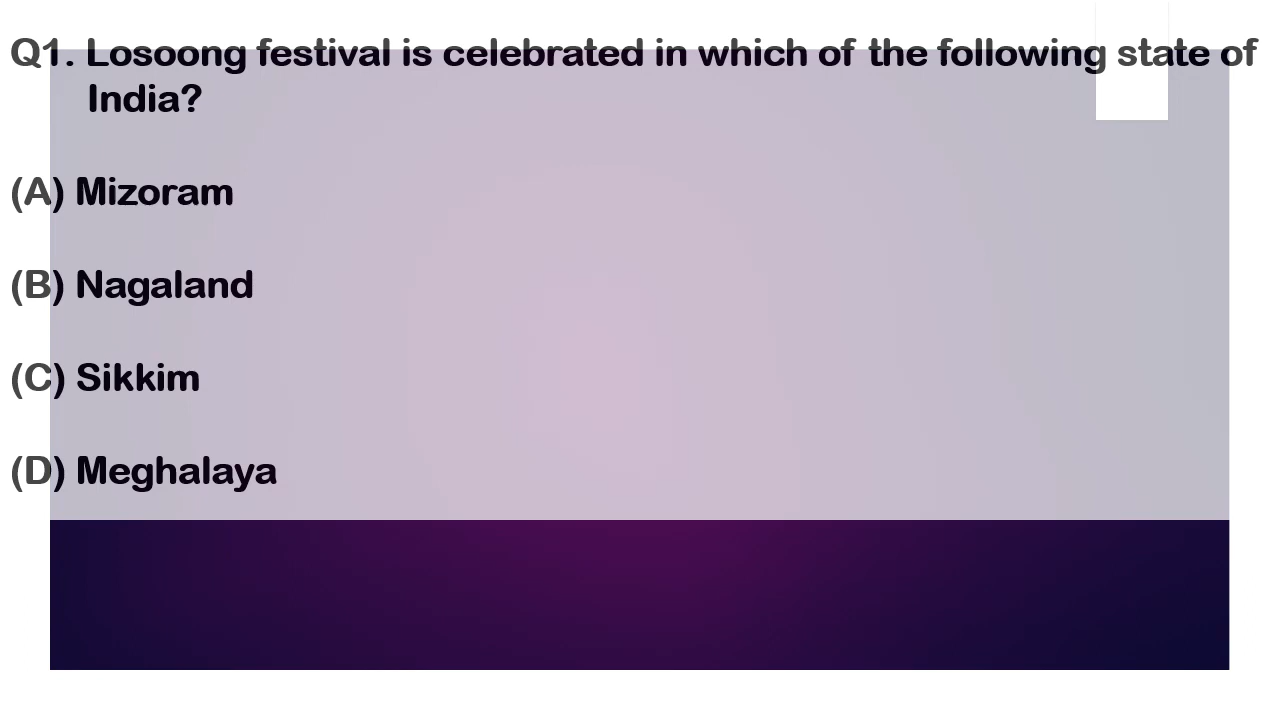 Q1. Losoong festival is celebrated in which of the following state of
India?
(A) Mizoram
(B) Nagaland
(C) Sikkim
(D) Meghalaya